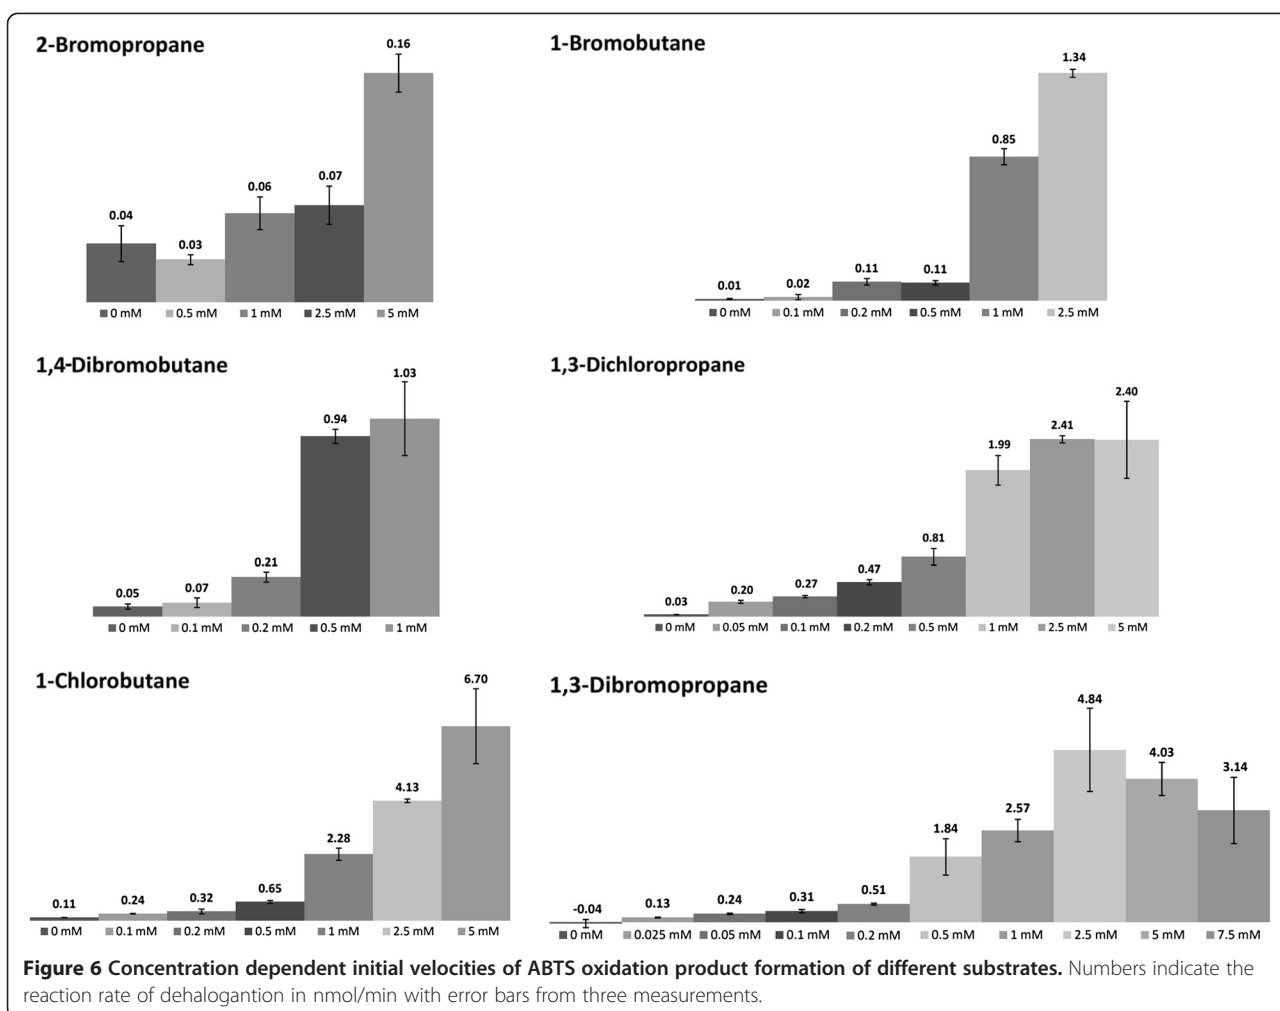 2-Bromopropane
0.04
0.03
0.06
0.07
0.16
0 mM 0.5 mM 1 mM 2.5 mM 5 mM
1-Bromobutane
0.01
0.02
0.11
0.11
0.85
1.34
0 mM 0.1 mM 0.2 mM 0.5 mM 1 mM 2.5 mM
1,4-Dibromobutane
0.05
0.07
0.21
0.94
1.03
0 mM 0.1 mM 0.2 mM 0.5 mM 1 mM
1,3-Dichloropropane
0.03
0.20
0.27
0.47
0.81
1.99
2.41
2.40
0 mM 0.05 mM 0.1 mM 0.2 mM 0.5 mM 1 mM 2.5 mM 5 mM
1-Chlorobutane
0.11
0.24
0.32
0.65
2.28
4.13
6.70
0 mM 0.1 mM 0.2 mM 0.5 mM 1 mM 2.5 mM 5 mM
1,3-Dibromopropane
-0.04
0.13
0.24
0.31
0.51
1.84
2.57
4.84
4.03
3.14
0 mM 0.025 mM 0.05 mM 0.1 mM 0.2 mM 0.5 mM 1 mM 2.5 mM 5 mM 7.5 mM
Figure 6 Concentration dependent initial velocities of ABTS oxidation product formation of different substrates. Numbers indicate the
reaction rate of dehalogantion in nmol/min with error bars from three measurements.